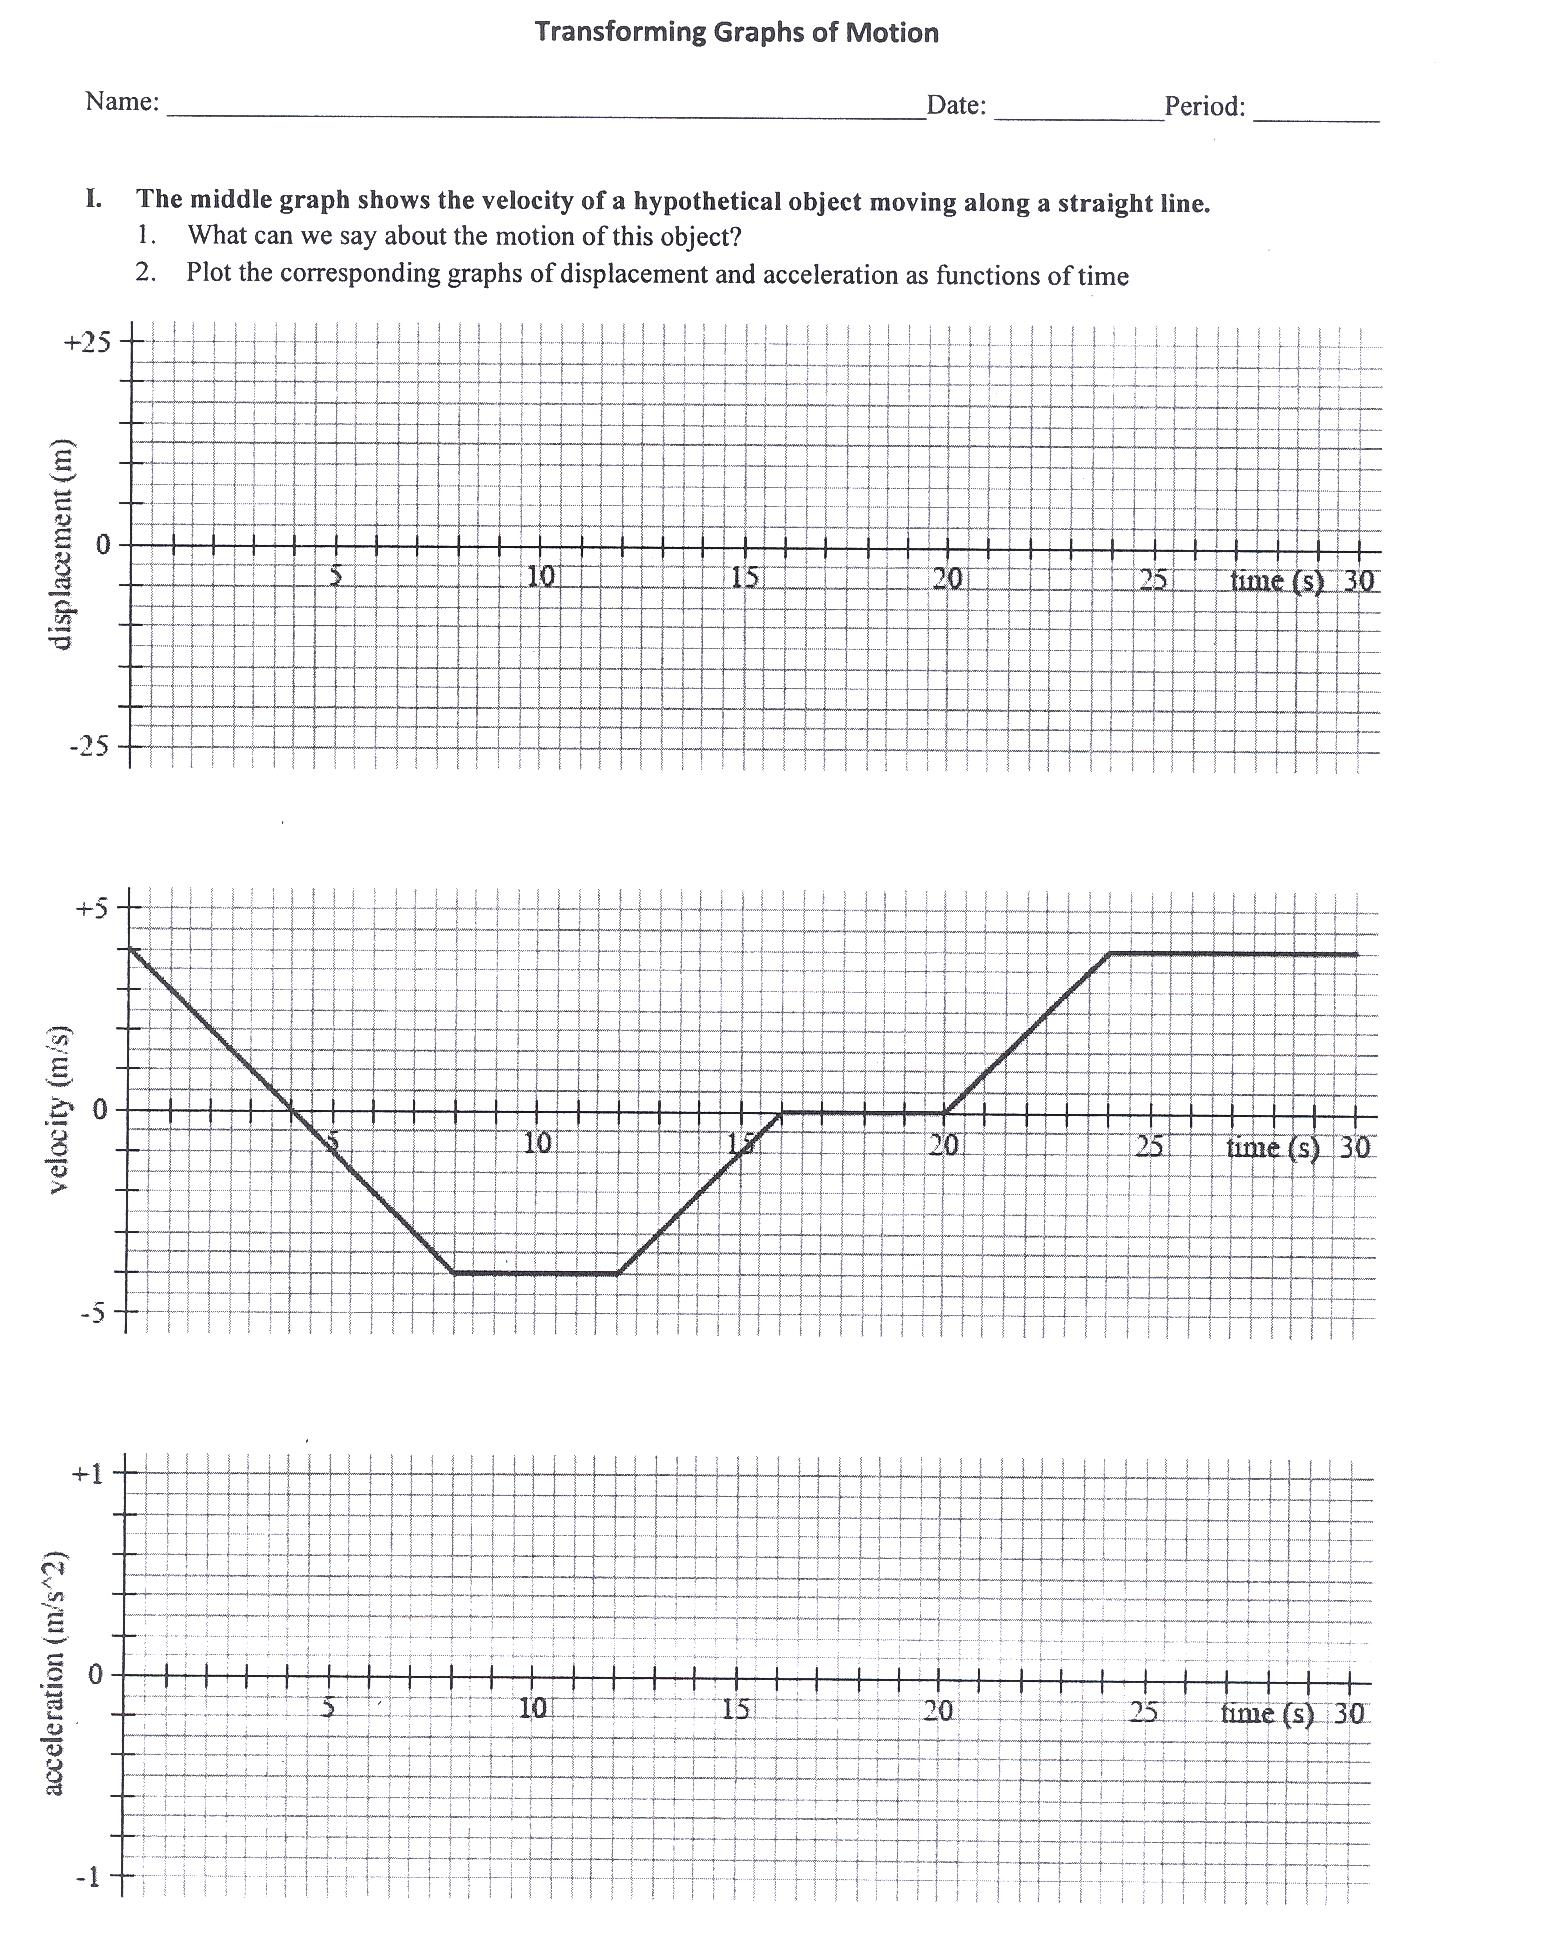 Transforming Graphs of Motion
Name: Date: Period:
I. The middle graph shows the velocity of a hypothetical object moving along a straight line.
1. What can we say about the motion of this object?
2. Plot the corresponding graphs of displacement and acceleration as functions of time
+25
displacement (m)
0
5 10 15 20 25 time (s) 30
-25
+5
velocity (m/s)
0
5 10 15 20 25 time (s) 30
-5
+1
acceleration (m/s^2)
0
5 10 15 20 25 time (s) 30
-1